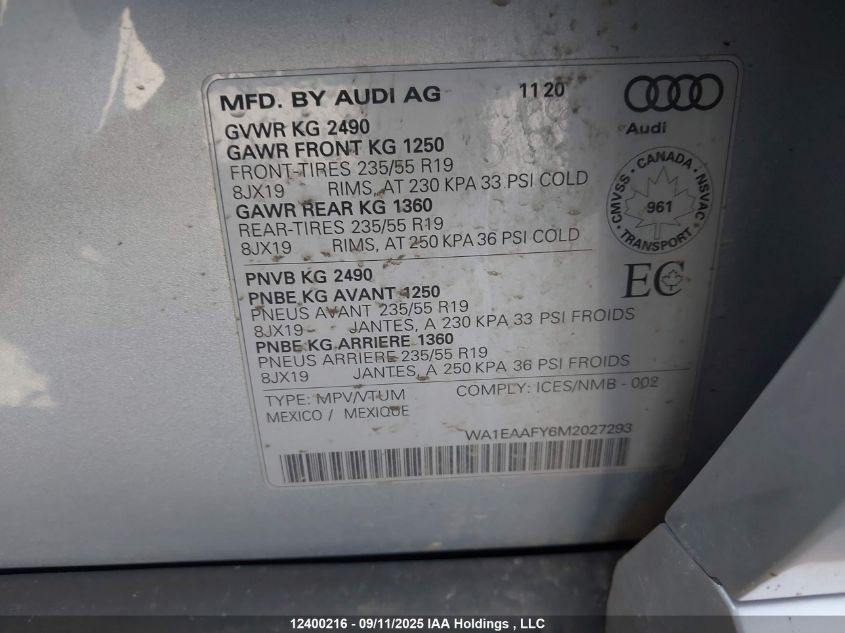 MFD. BY AUDI AG 11 20
Audi
GVWR KG 2490
GAWR FRONT KG 1250
FRONT-TIRES 235/55 R19
8JX19 RIMS, AT 230 KPA 33 PSI COLD
GAWR REAR KG 1360
REAR-TIRES 235/55 R19
8JX19 RIMS, AT 250 KPA 36 PSI COLD
CMVSS - CANADA - NSVAC
961
TRANSPORT
PNVB KG 2490
PNBE KG AVANT 1250
PNEUS AVANT 235/55 R19
8JX19 JANTES, A 230 KPA 33 PSI FROIDS
PNBE KG ARRIERE 1360
PNEUS ARRIERE 235/55 R19
8JX19 JANTES, A 250 KPA 36 PSI FROIDS
EC
TYPE: MPV/VTUM COMPLY: ICES/NMB - 002
MEXICO / MEXIQUE
WA1EAAFY6M2027293
12400216 - 09/11/2025 IAA Holdings , LLC